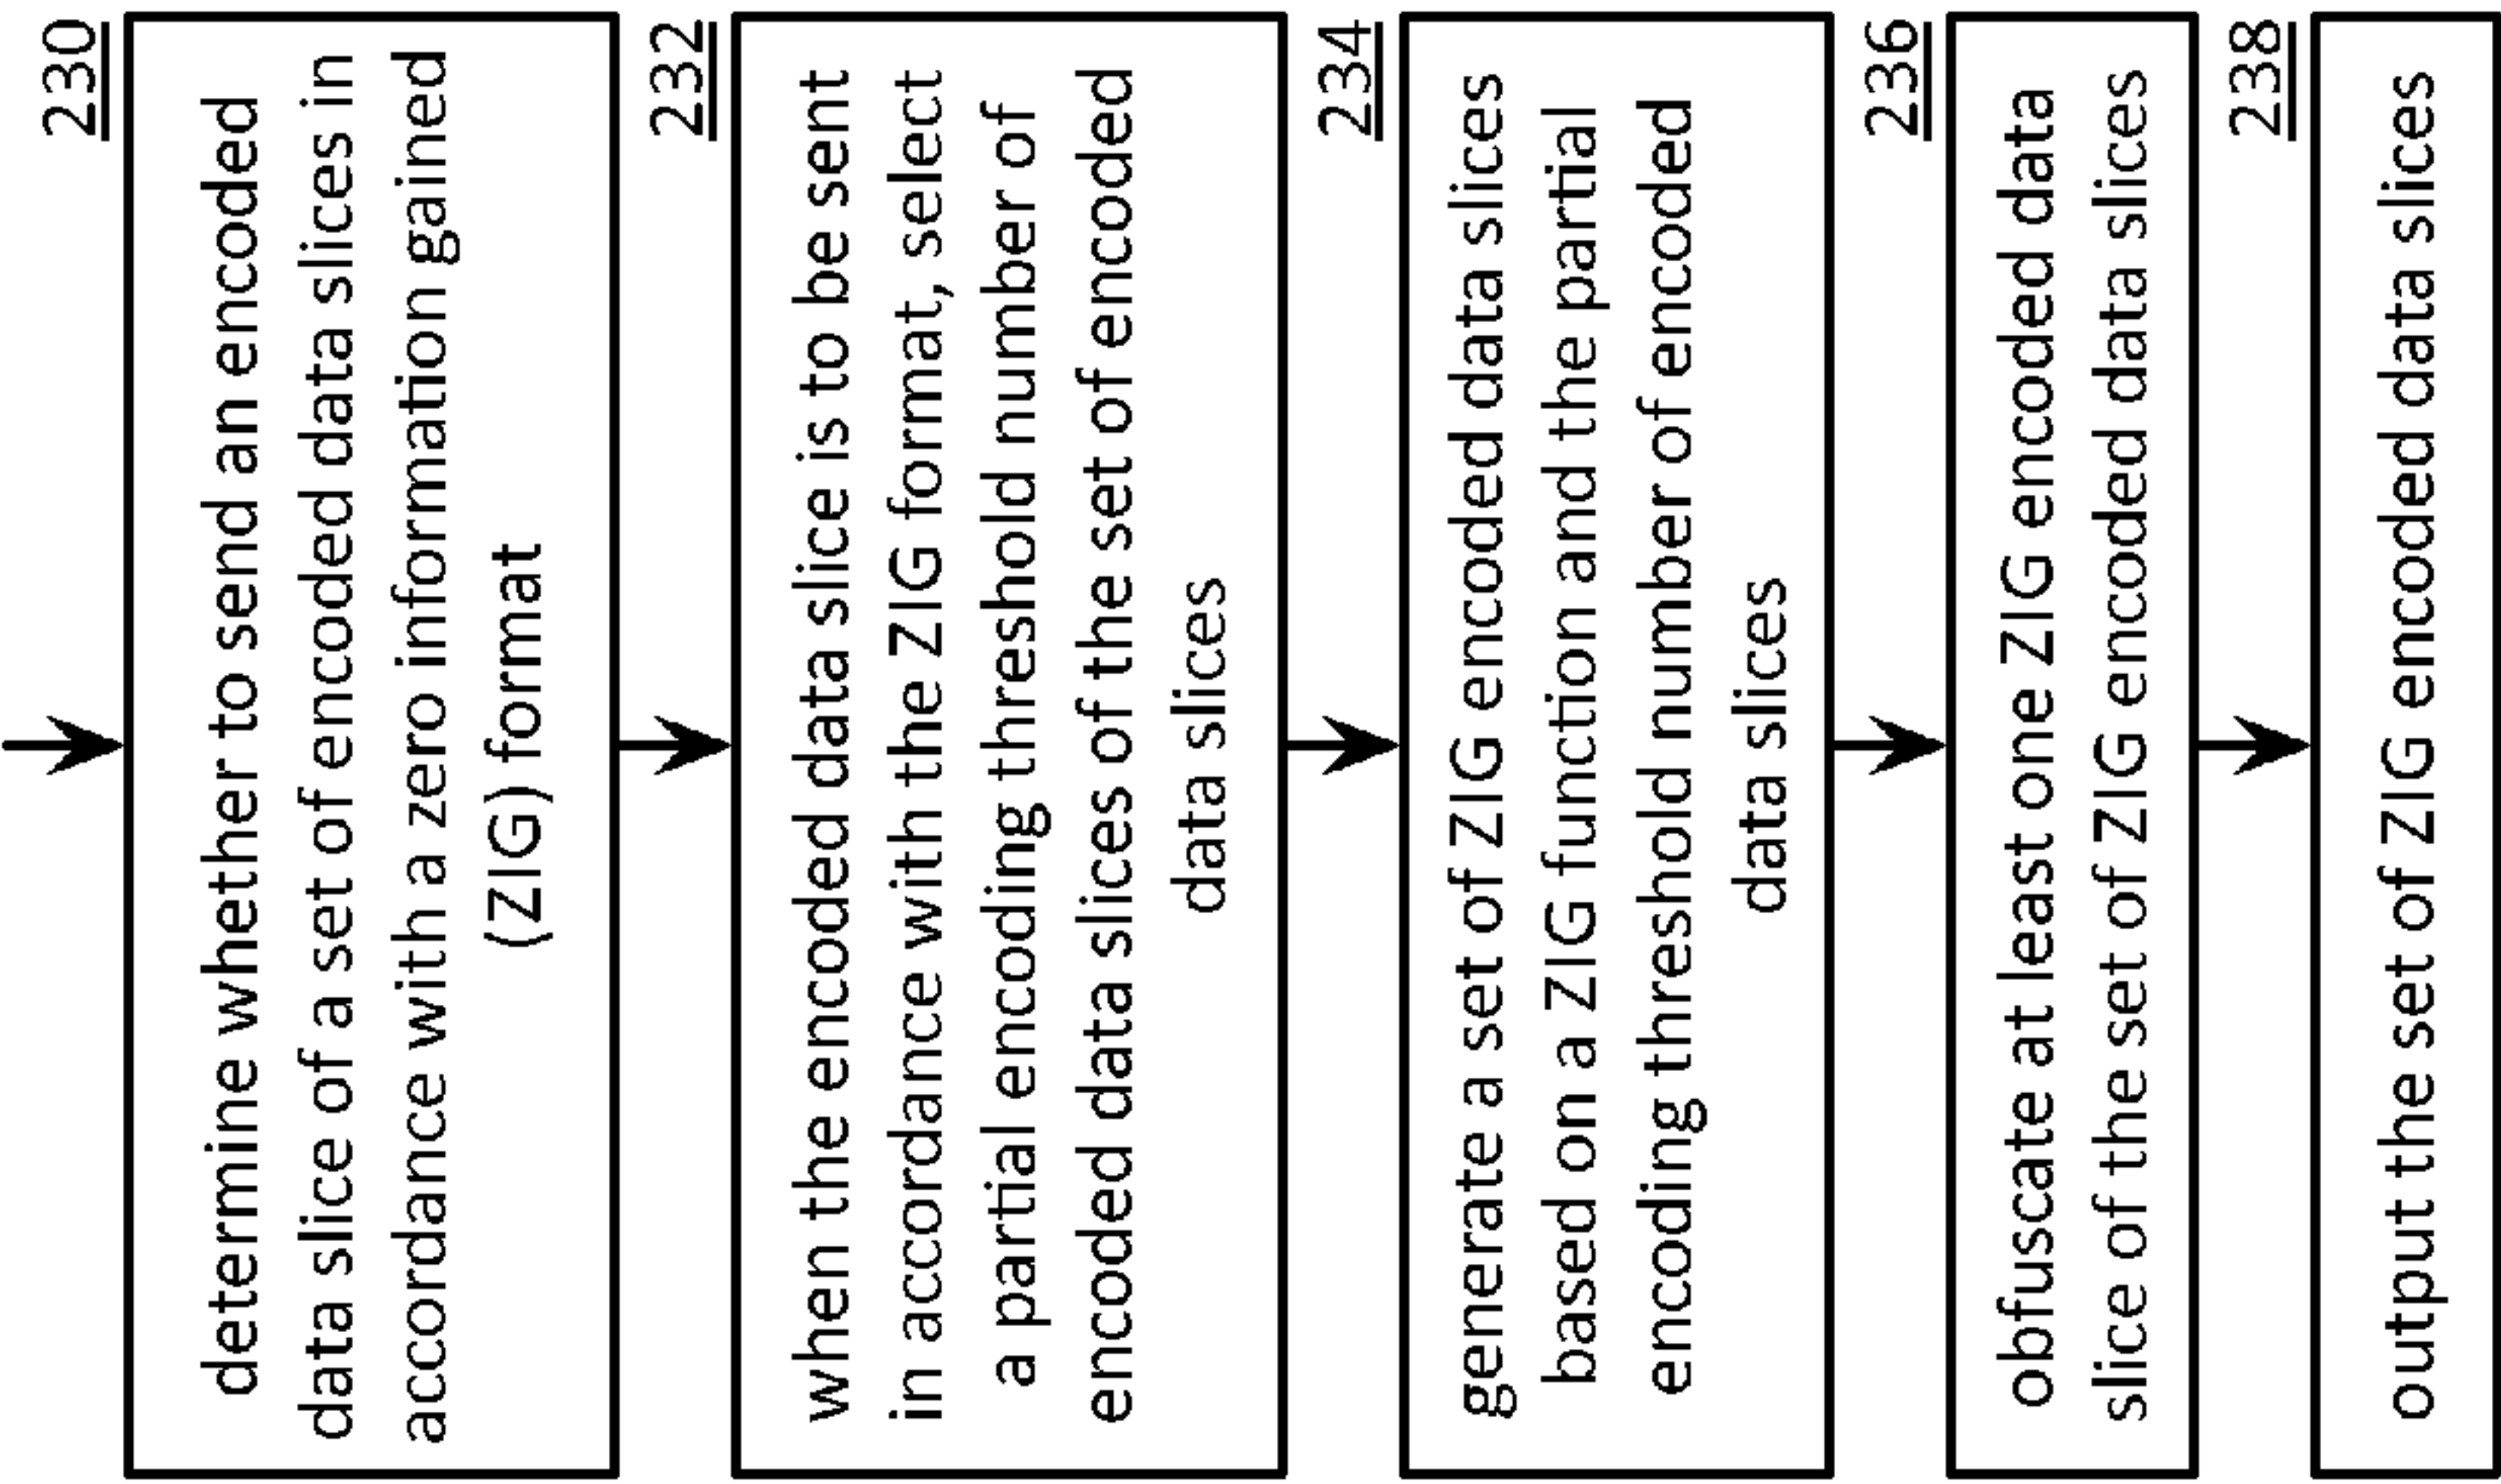 230
determine whether to send an encoded
data slice of a set of encoded data slices in
accordance with a zero information gained
(ZIG) format
232
when the encoded data slice is to be sent
in accordance with the ZIG format, select
a partial encoding threshold number of
encoded data slices of the set of encoded
data slices
234
generate a set of ZIG encoded data slices
based on a ZIG function and the partial
encoding threshold number of encoded
data slices
236
obfuscate at least one ZIG encoded data
slice of the set of ZIG encoded data slices
238
output the set of ZIG encoded data slices